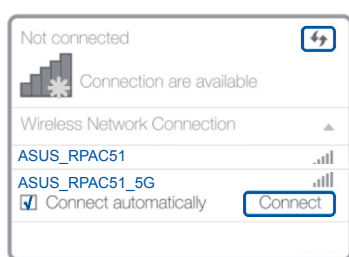 Not connected
Connection are available
Wireless Network Connection
ASUS_RPAC51
ASUS_RPAC51_5G
Connect automatically Connect